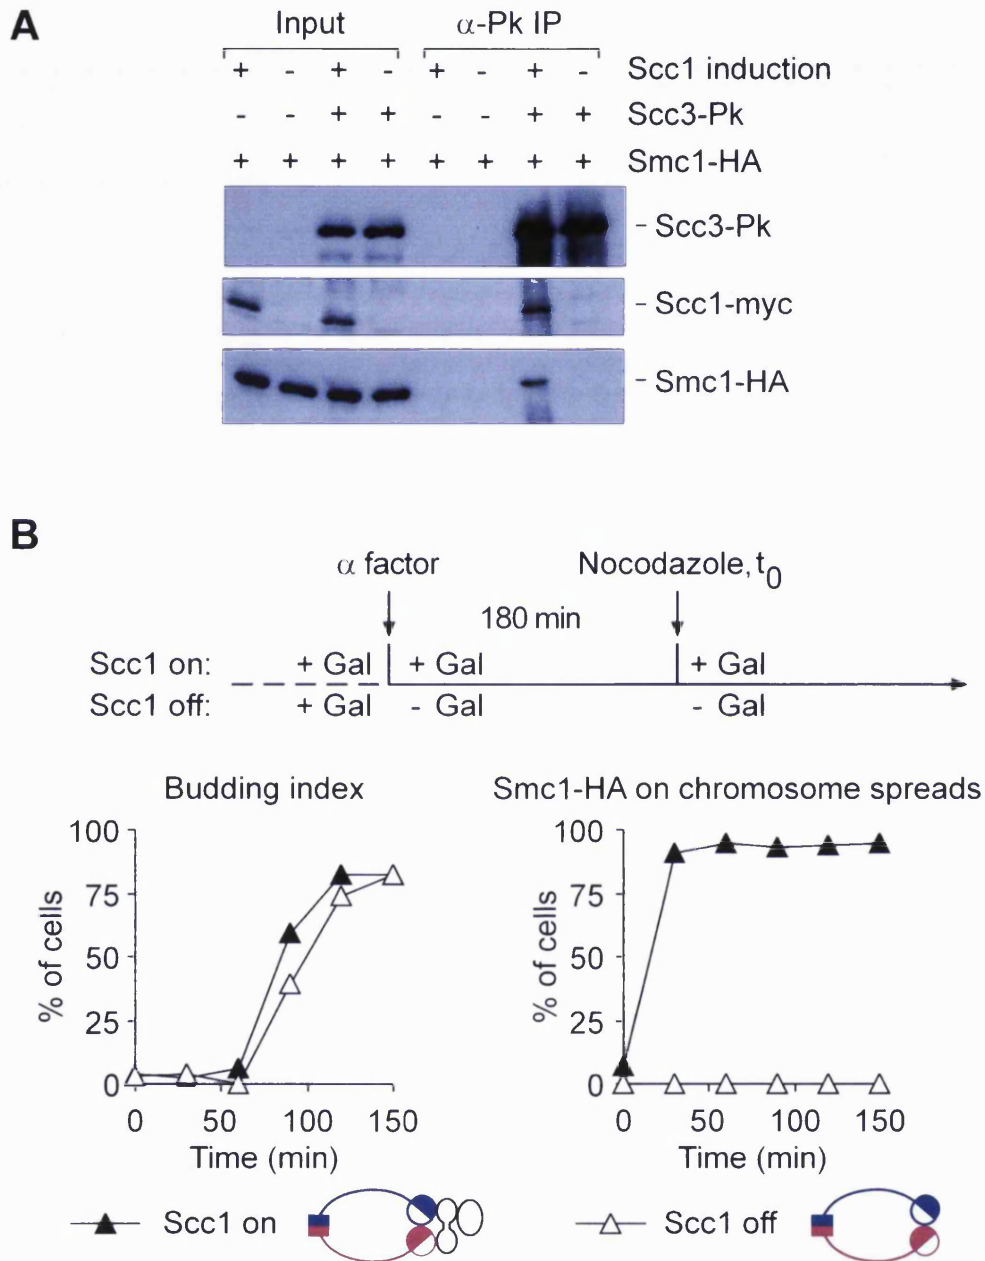 A
Input α-Pk IP
+ - + - + - + - Scc1 induction
- - + + - - + + Scc3-Pk
+ + + + + + + + Smc1-HA
- Scc3-Pk
- Scc1-myc
- Smc1-HA
B
α factor Nocodazole, t0
180 min
Scc1 on: + Gal + Gal + Gal
Scc1 off: + Gal - Gal - Gal
Budding index
% of cells
100
75
50
25
0
0 50 100 150
Time (min)
Smc1-HA on chromosome spreads
% of cells
100
75
50
25
0
0 50 100 150
Time (min)
Scc1 on
Scc1 off